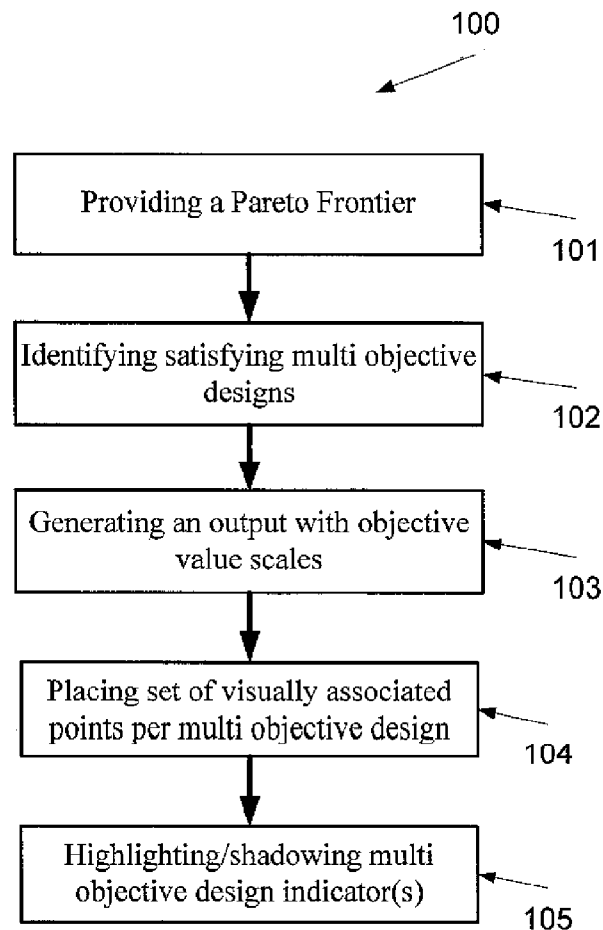 100
Providing a Pareto Frontier
101
Identifying satisfying multi objective
designs
102
Generating an output with objective
value scales
103
Placing set of visually associated
points per multi objective design
104
Highlighting/shadowing multi
objective design indicator(s)
105